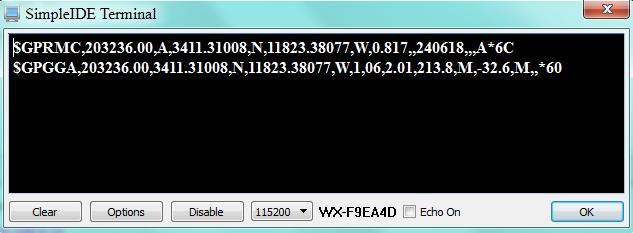 SimpleIDE Terminal
$GPRMC,203236.00,A,3411.31008,N,11823.38077,W,0.817,,240618,,,A*6C
$GPGGA,203236.00,3411.31008,N,11823.38077,W,1,06,2.01,213.8,M,-32.6,M,,*60
Clear Options Disable 115200 WX-F9EA4D Echo On OK